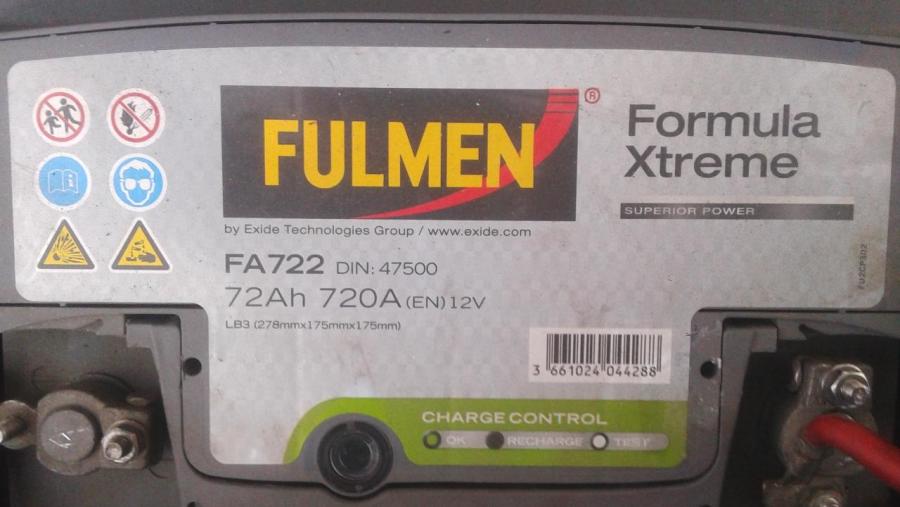 FULMEN ®
Formula
Xtreme
SUPERIOR POWER
by Exide Technologies Group / www.exide.com
FA722 DIN: 47500
72Ah 720A (EN) 12V
LB3 (278mmx175mmx175mm)
FU2CP302
3 661024 044288
CHARGE CONTROL
OK RECHARGE TEST